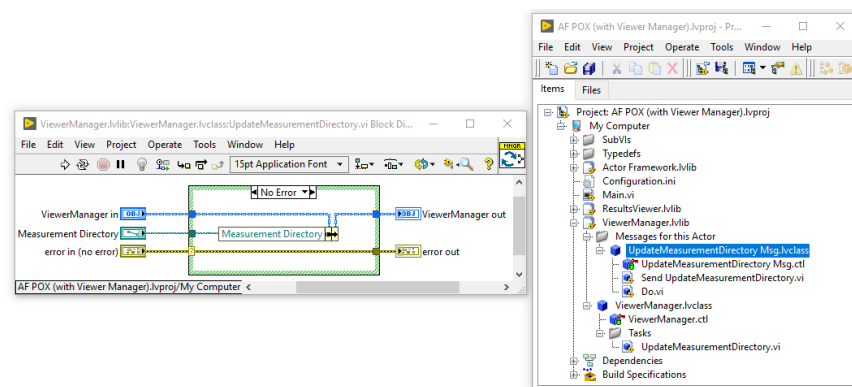 ViewerManager.lvlib:ViewerManager.lvclass:UpdateMeasurementDirectory.vi Block Di...
File Edit View Project Operate Tools Window Help
15pt Application Font
MNGR
No Error
ViewerManager in
OBJ
OBJ
ViewerManager out
Measurement Directory
Measurement Directory
error in (no error)
error out
AF POX (with Viewer Manager).lvproj/My Computer
AF POX (with Viewer Manager).lvproj - Pr...
File Edit View Project Operate Tools Window Help
Items Files
Project: AF POX (with Viewer Manager).lvproj
My Computer
SubVIs
Typedefs
Actor Framework.lvlib
Configuration.ini
Main.vi
ResultsViewer.lvlib
ViewerManager.lvlib
Messages for this Actor
UpdateMeasurementDirectory Msg.lvclass
UpdateMeasurementDirectory Msg.ctl
Send UpdateMeasurementDirectory.vi
Do.vi
ViewerManager.lvclass
ViewerManager.ctl
Tasks
UpdateMeasurementDirectory.vi
Dependencies
Build Specifications